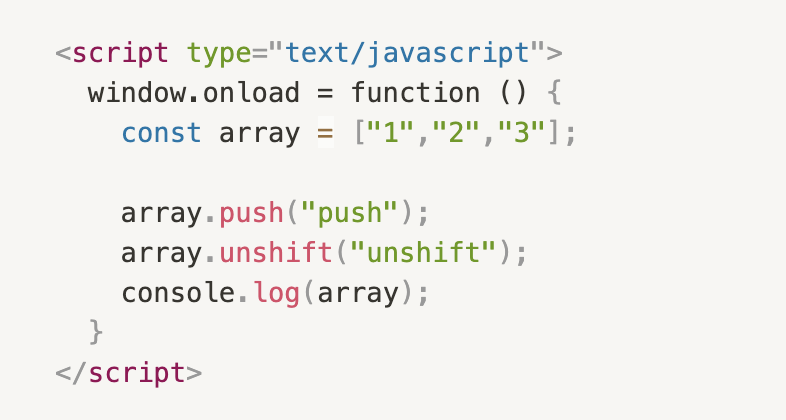 <script type="text/javascript">
  window.onload = function () {
    const array = ["1","2","3"];

    array.push("push");
    array.unshift("unshift");
    console.log(array);
  }
</script>